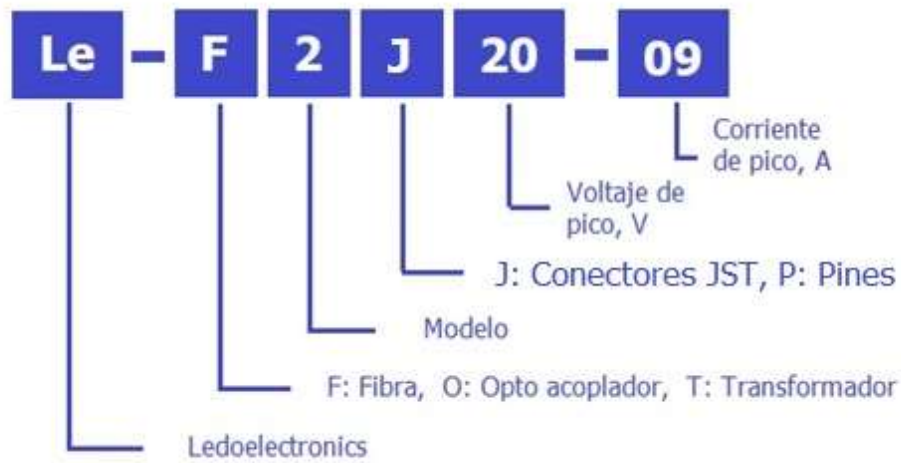 Le - F 2 J 20 - 09
Corriente
de pico, A
Voltaje de
pico, V
J: Conectores JST, P: Pines
Modelo
F: Fibra, O: Opto acoplador, T: Transformador
Ledoelectronics